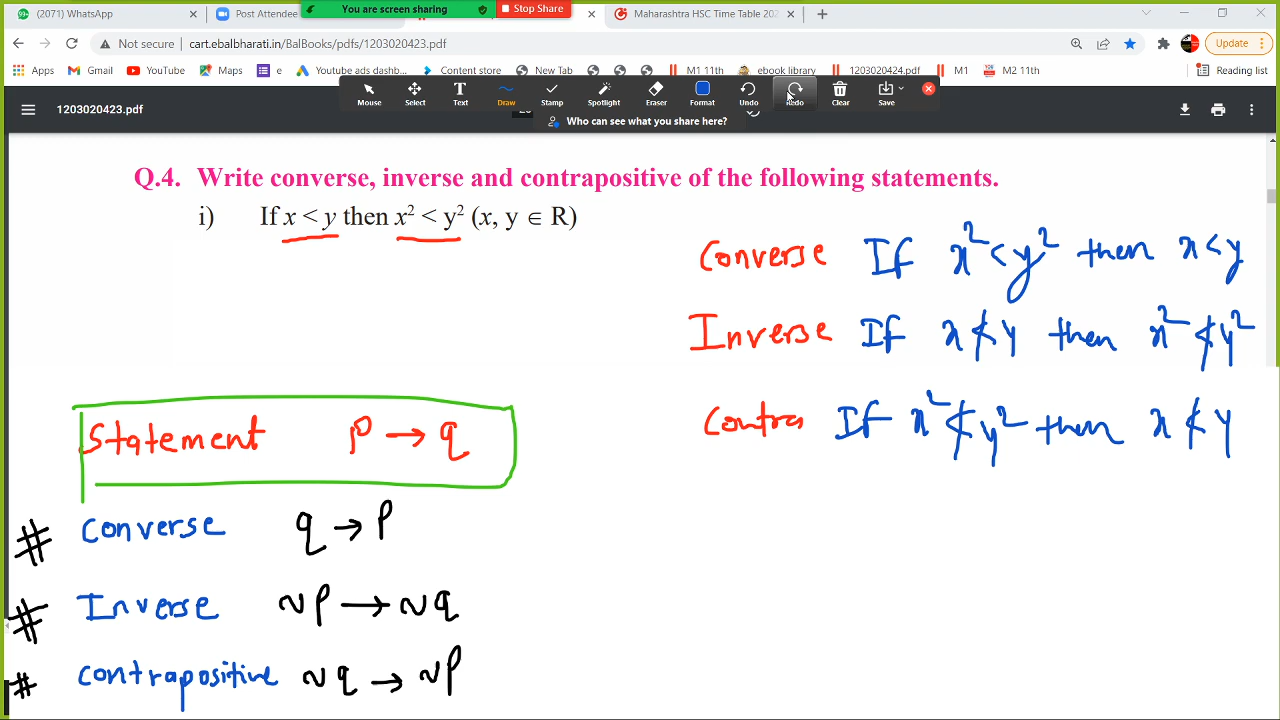 (2071) WhatsApp
Post Attendee
You are screen sharing
Stop Share
Maharashtra HSC Time Table 202
Not secure | cart.ebalbharati.in/BalBooks/pdfs/1203020423.pdf
Update
Apps Gmail YouTube Maps e Youtube ads dashb... Content store New Tab M1 11th ebook library 1203020424.pdf M1 M2 11th Reading list
Mouse Select Text Draw Stamp Spotlight Eraser Format Undo Redo Clear Save
1203020423.pdf
Who can see what you share here?
Q.4. Write converse, inverse and contrapositive of the following statements.
i) If x < y then x² < y² (x, y ∈ R)
Converse If x² < y² then x < y
Inverse If x ≮ y then x² ≮ y²
Contra If x² ≮ y² then x ≮ y
Statement p → q
# Converse q → p
# Inverse ~p → ~q
# Contrapositive ~q → ~p